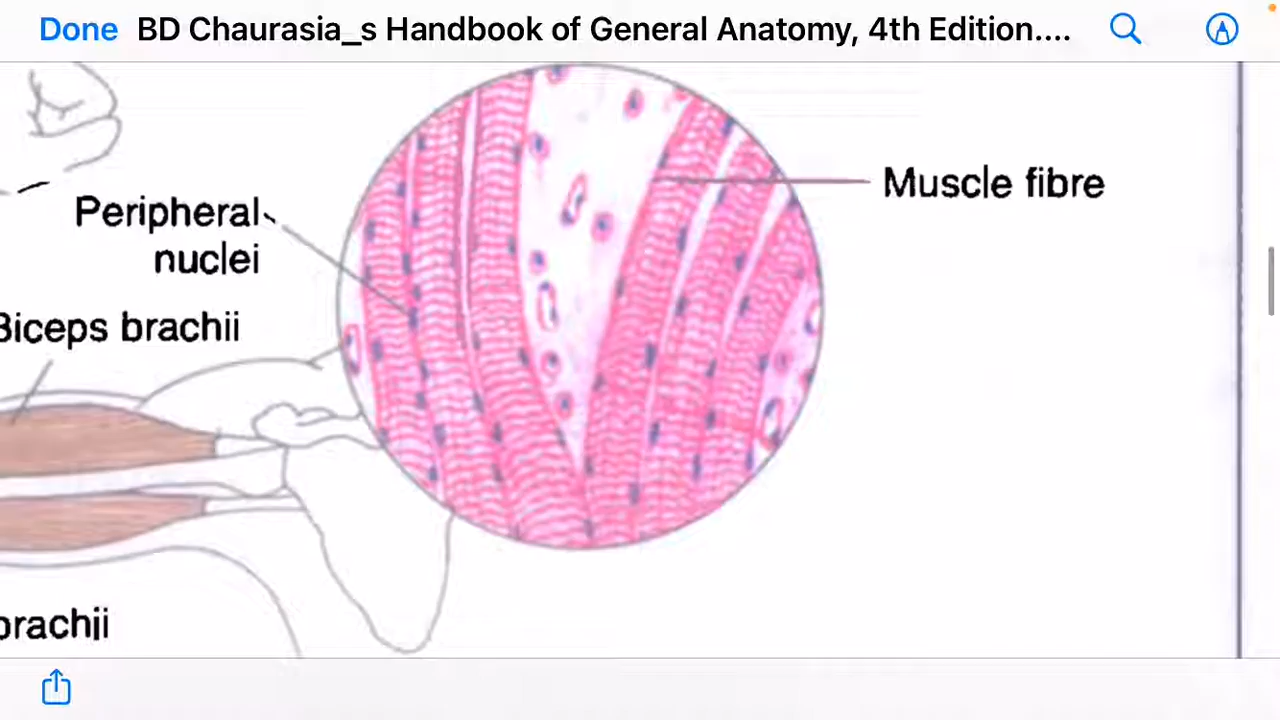 Done BD Chaurasia_s Handbook of General Anatomy, 4th Edition....
Muscle fibre
Peripheral
nuclei
Biceps brachii
brachii